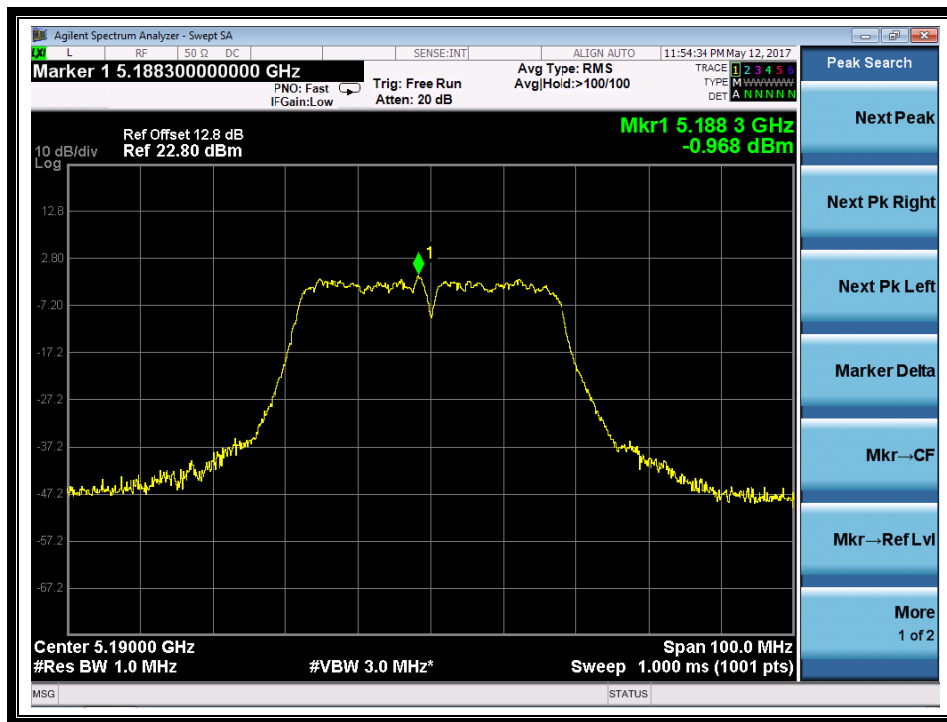 Agilent Spectrum Analyzer - Swept SA
LXI L RF 50 Ω DC SENSE:INT ALIGN AUTO 11:54:34 PM May 12, 2017
Marker 1 5.188300000000 GHz
PNO: Fast
IFGain:Low
Trig: Free Run
Atten: 20 dB
Avg Type: RMS
Avg|Hold:>100/100
TRACE 1 2 3 4 5 6
TYPE M WWWWW
DET A N N N N N
Mkr1 5.188 3 GHz
-0.968 dBm
Ref Offset 12.8 dB
10 dB/div Ref 22.80 dBm
Log
12.8
2.80
-7.20
-17.2
-27.2
-37.2
-47.2
-57.2
-67.2
1
Center 5.19000 GHz Span 100.0 MHz
#Res BW 1.0 MHz #VBW 3.0 MHz* Sweep 1.000 ms (1001 pts)
MSG STATUS
Peak Search
Next Peak
Next Pk Right
Next Pk Left
Marker Delta
Mkr→CF
Mkr→Ref Lvl
More
1 of 2